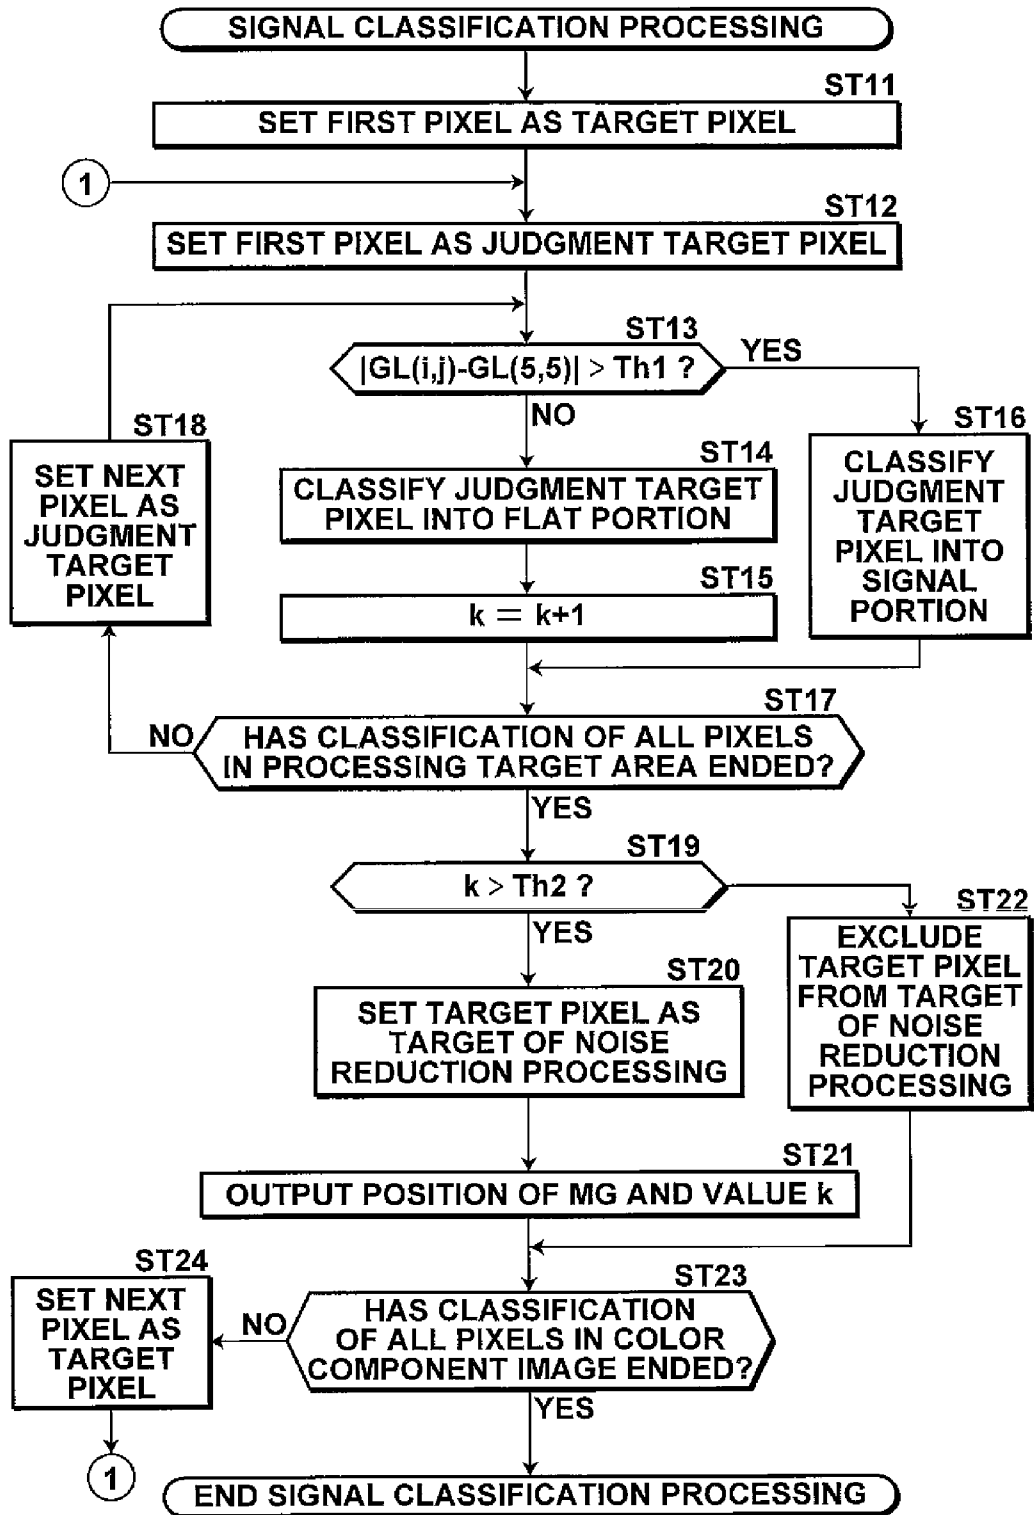 SIGNAL CLASSIFICATION PROCESSING
ST11
SET FIRST PIXEL AS TARGET PIXEL
1
ST12
SET FIRST PIXEL AS JUDGMENT TARGET PIXEL
ST13
|GL(i,j)-GL(5,5)| > Th1 ?
YES
NO
ST18
SET NEXT
PIXEL AS
JUDGMENT
TARGET
PIXEL
ST14
CLASSIFY JUDGMENT TARGET
PIXEL INTO FLAT PORTION
ST16
CLASSIFY
JUDGMENT
TARGET
PIXEL INTO
SIGNAL
PORTION
ST15
k = k+1
ST17
NO
HAS CLASSIFICATION OF ALL PIXELS
IN PROCESSING TARGET AREA ENDED?
YES
ST19
k > Th2 ?
YES
ST22
EXCLUDE
TARGET PIXEL
FROM TARGET
OF NOISE
REDUCTION
PROCESSING
ST20
SET TARGET PIXEL AS
TARGET OF NOISE
REDUCTION PROCESSING
ST21
OUTPUT POSITION OF MG AND VALUE k
ST24
SET NEXT
PIXEL AS
TARGET
PIXEL
ST23
NO
HAS CLASSIFICATION
OF ALL PIXELS IN COLOR
COMPONENT IMAGE ENDED?
YES
1
END SIGNAL CLASSIFICATION PROCESSING